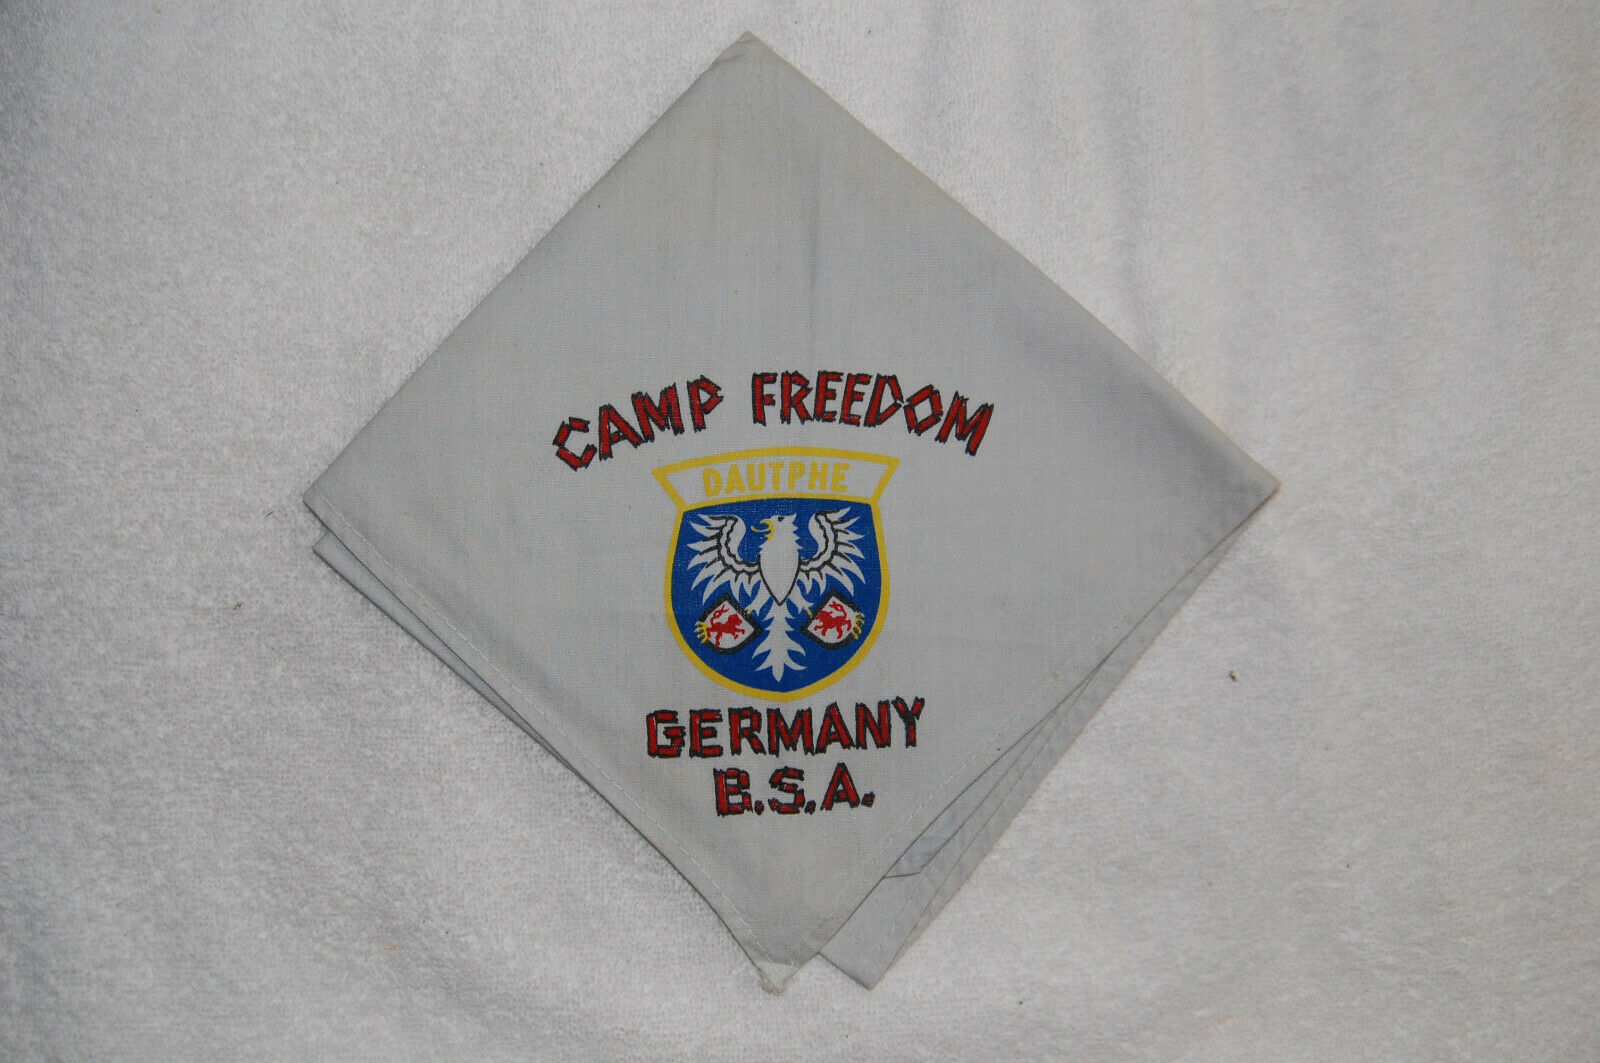 CAMP FREEDOM
DAUTPHE
GERMANY
B.S.A.